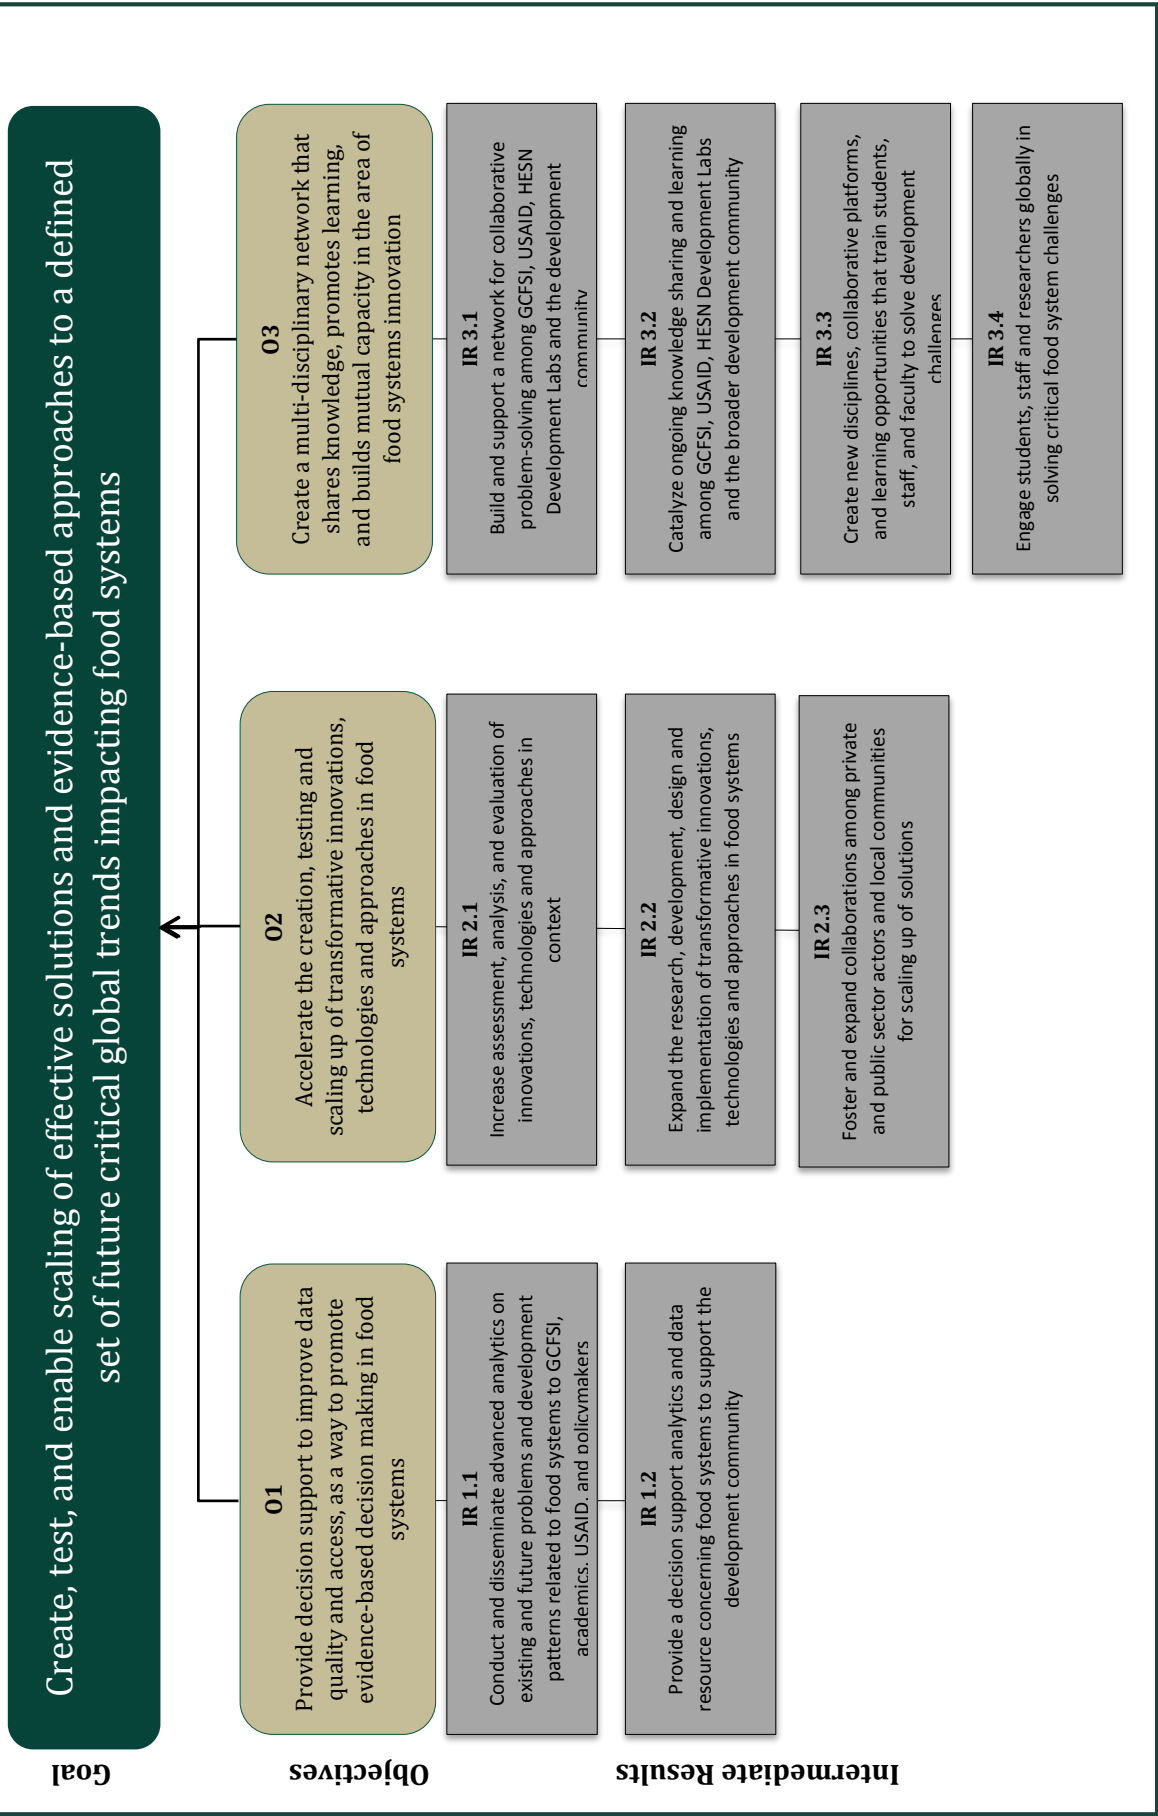 Goal
Create, test, and enable scaling of effective solutions and evidence-based approaches to a defined
set of future critical global trends impacting food systems
Objectives
O1
Provide decision support to improve data
quality and access, as a way to promote
evidence-based decision making in food
systems
O2
Accelerate the creation, testing and
scaling up of transformative innovations,
technologies and approaches in food
systems
O3
Create a multi-disciplinary network that
shares knowledge, promotes learning,
and builds mutual capacity in the area of
food systems innovation
Intermediate Results
IR 1.1
Conduct and disseminate advanced analytics on
existing and future problems and development
patterns related to food systems to GCFSI,
academics, USAID, and policymakers
IR 1.2
Provide a decision support analytics and data
resource concerning food systems to support the
development community
IR 2.1
Increase assessment, analysis, and evaluation of
innovations, technologies and approaches in
context
IR 2.2
Expand the research, development, design and
implementation of transformative innovations,
technologies and approaches in food systems
IR 2.3
Foster and expand collaborations among private
and public sector actors and local communities
for scaling up of solutions
IR 3.1
Build and support a network for collaborative
problem-solving among GCFSI, USAID, HESN
Development Labs and the development
community
IR 3.2
Catalyze ongoing knowledge sharing and learning
among GCFSI, USAID, HESN Development Labs
and the broader development community
IR 3.3
Create new disciplines, collaborative platforms,
and learning opportunities that train students,
staff, and faculty to solve development
challenges
IR 3.4
Engage students, staff and researchers globally in
solving critical food system challenges